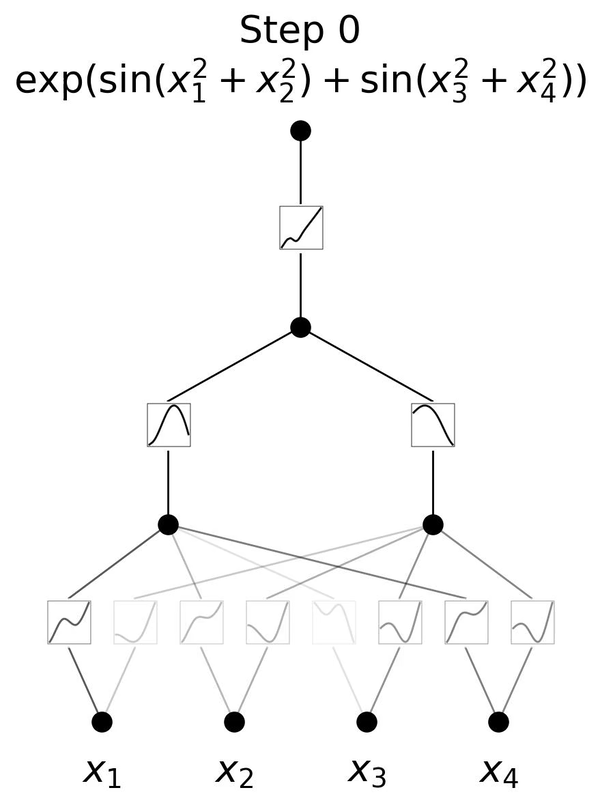 Step 0
exp(sin(x₁² + x₂²) + sin(x₃² + x₄²))
x₁ x₂ x₃ x₄